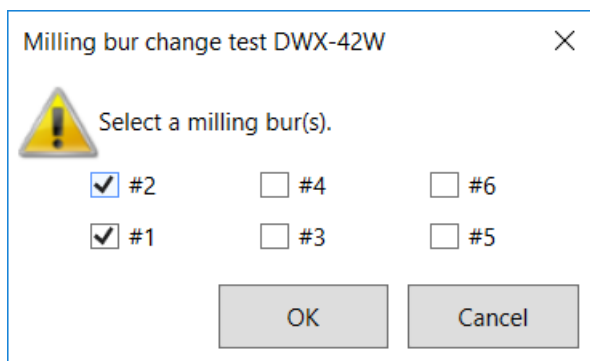 Milling bur change test DWX-42W
Select a milling bur(s).
#2 #4 #6
#1 #3 #5
OK Cancel